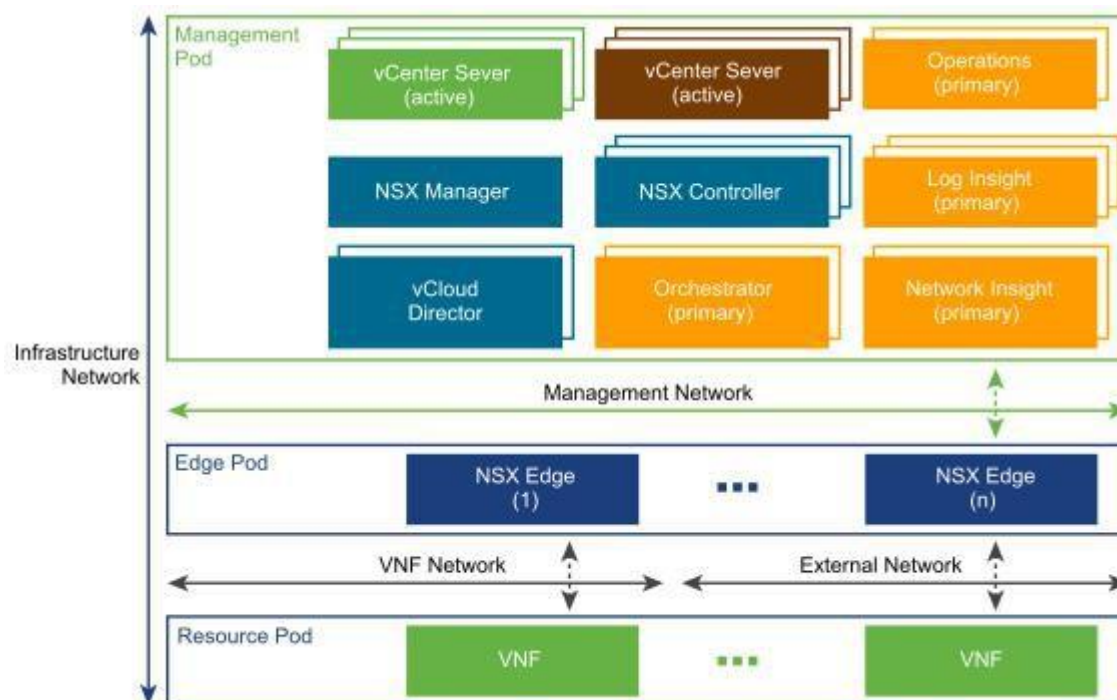 Management
Pod
vCenter Sever
(active)
vCenter Sever
(active)
Operations
(primary)
NSX Manager
NSX Controller
Log Insight
(primary)
vCloud
Director
Orchestrator
(primary)
Network Insight
(primary)
Infrastructure
Network
Management Network
Edge Pod
NSX Edge
(1)
NSX Edge
(n)
VNF Network
External Network
Resource Pod
VNF
VNF